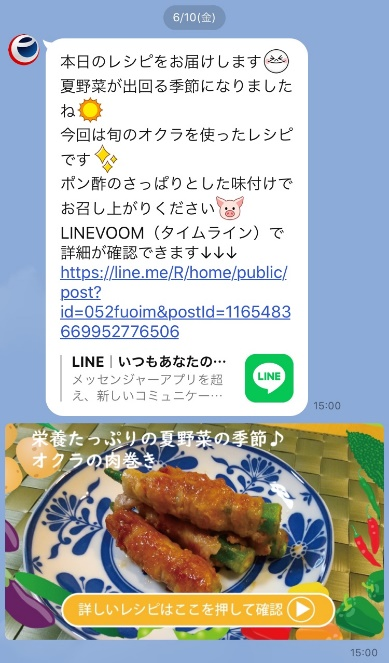 6/10(金)
本日のレシピをお届けします
夏野菜が出回る季節になりました
ね
今回は旬のオクラを使ったレシピ
です
ポン酢のさっぱりとした味付けで
お召し上がりください
LINEVOOM（タイムライン）で
詳細が確認できます↓↓↓
https://line.me/R/home/public/
post?
id=052fuoim&postId=1165483
669952776506
LINE｜いつもあなたの…
メッセンジャーアプリを超
え、新しいコミュニケー…
LINE
15:00
栄養たっぷりの夏野菜の季節♪
オクラの肉巻き
詳しいレシピはここを押して確認
15:00